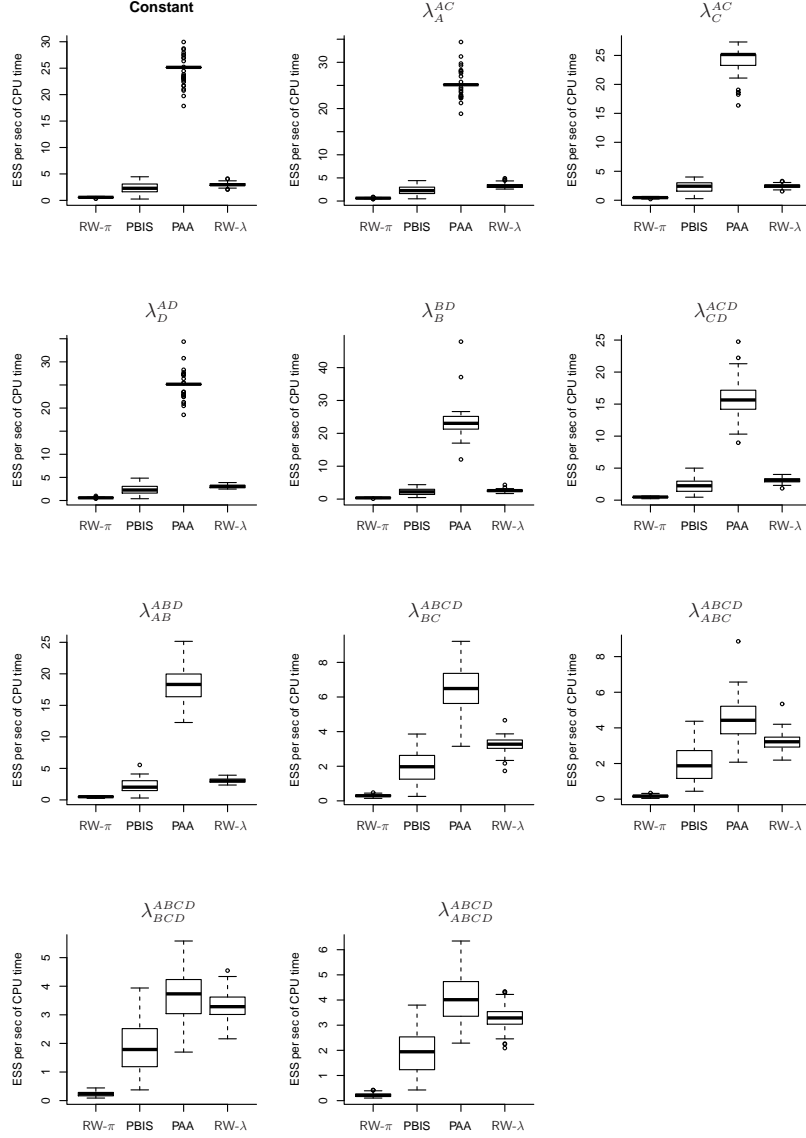 Constant λ_A^{AC} λ_C^{AC}
ESS per sec of CPU time ESS per sec of CPU time ESS per sec of CPU time
0 5 10 15 20 25 30
0 5 10 20 30
0 5 10 15 20 25
RW-π PBIS PAA RW-λ RW-π PBIS PAA RW-λ RW-π PBIS PAA RW-λ
λ_D^{AD} λ_B^{BD} λ_{CD}^{ACD}
ESS per sec of CPU time ESS per sec of CPU time ESS per sec of CPU time
0 5 10 20 30
0 10 20 30 40
0 5 10 15 20 25
RW-π PBIS PAA RW-λ RW-π PBIS PAA RW-λ RW-π PBIS PAA RW-λ
λ_{AB}^{ABD} λ_{BC}^{ABCD} λ_{ABC}^{ABCD}
ESS per sec of CPU time ESS per sec of CPU time ESS per sec of CPU time
0 5 10 15 20 25
0 2 4 6 8
0 2 4 6 8
RW-π PBIS PAA RW-λ RW-π PBIS PAA RW-λ RW-π PBIS PAA RW-λ
λ_{BCD}^{ABCD} λ_{ABCD}^{ABCD}
ESS per sec of CPU time ESS per sec of CPU time
0 1 2 3 4 5
0 1 2 3 4 5 6
RW-π PBIS PAA RW-λ RW-π PBIS PAA RW-λ